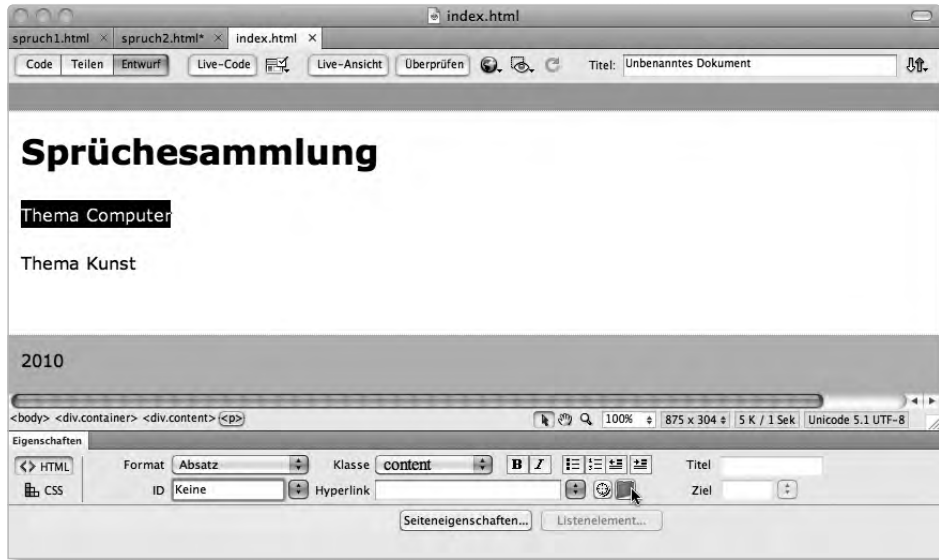 index.html
spruch1.html × spruch2.html* × index.html ×
Code Teilen Entwurf Live-Code Live-Ansicht Überprüfen Titel: Unbenanntes Dokument
Sprüchesammlung
Thema Computer
Thema Kunst
2010
<body> <div.container> <div.content> <p> 100% 875 x 304 5 K / 1 Sek Unicode 5.1 UTF-8
Eigenschaften
<> HTML Format Absatz Klasse content B I Titel
CSS ID Keine Hyperlink Ziel
Seiteneigenschaften... Listenelement...